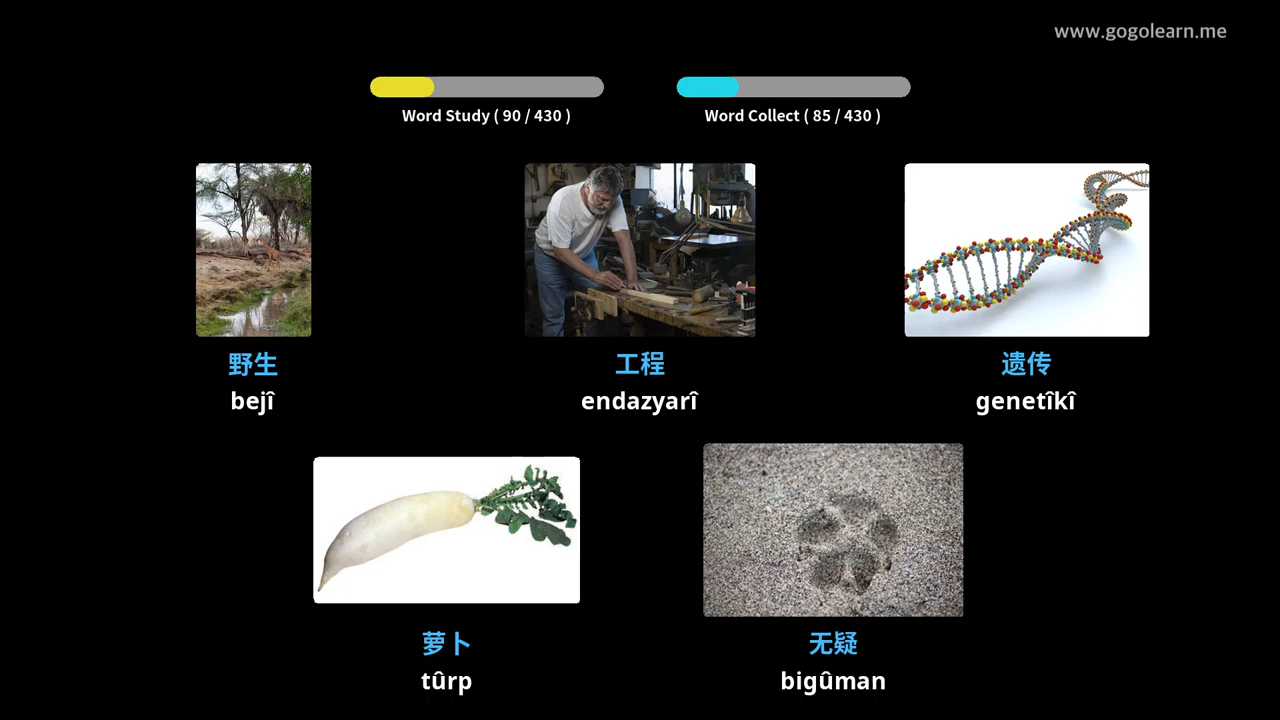 www.gogolearn.me
Word Study ( 90 / 430 )
Word Collect ( 85 / 430 )
野生
bejî
工程
endazyarî
遗传
genetîkî
萝卜
tûrp
无疑
bigûman